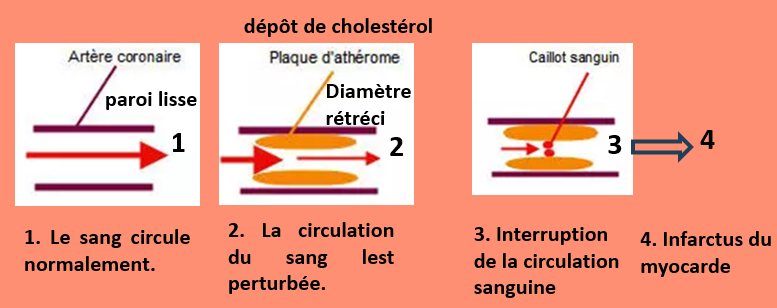 dépôt de cholestérol
Artère coronaire
paroi lisse
1
Plaque d'athérome
Diamètre
rétréci
2
Caillot sanguin
3
4
1. Le sang circule
normalement.
2. La circulation
du sang lest
perturbée.
3. Interruption
de la circulation
sanguine
4. Infarctus du
myocarde